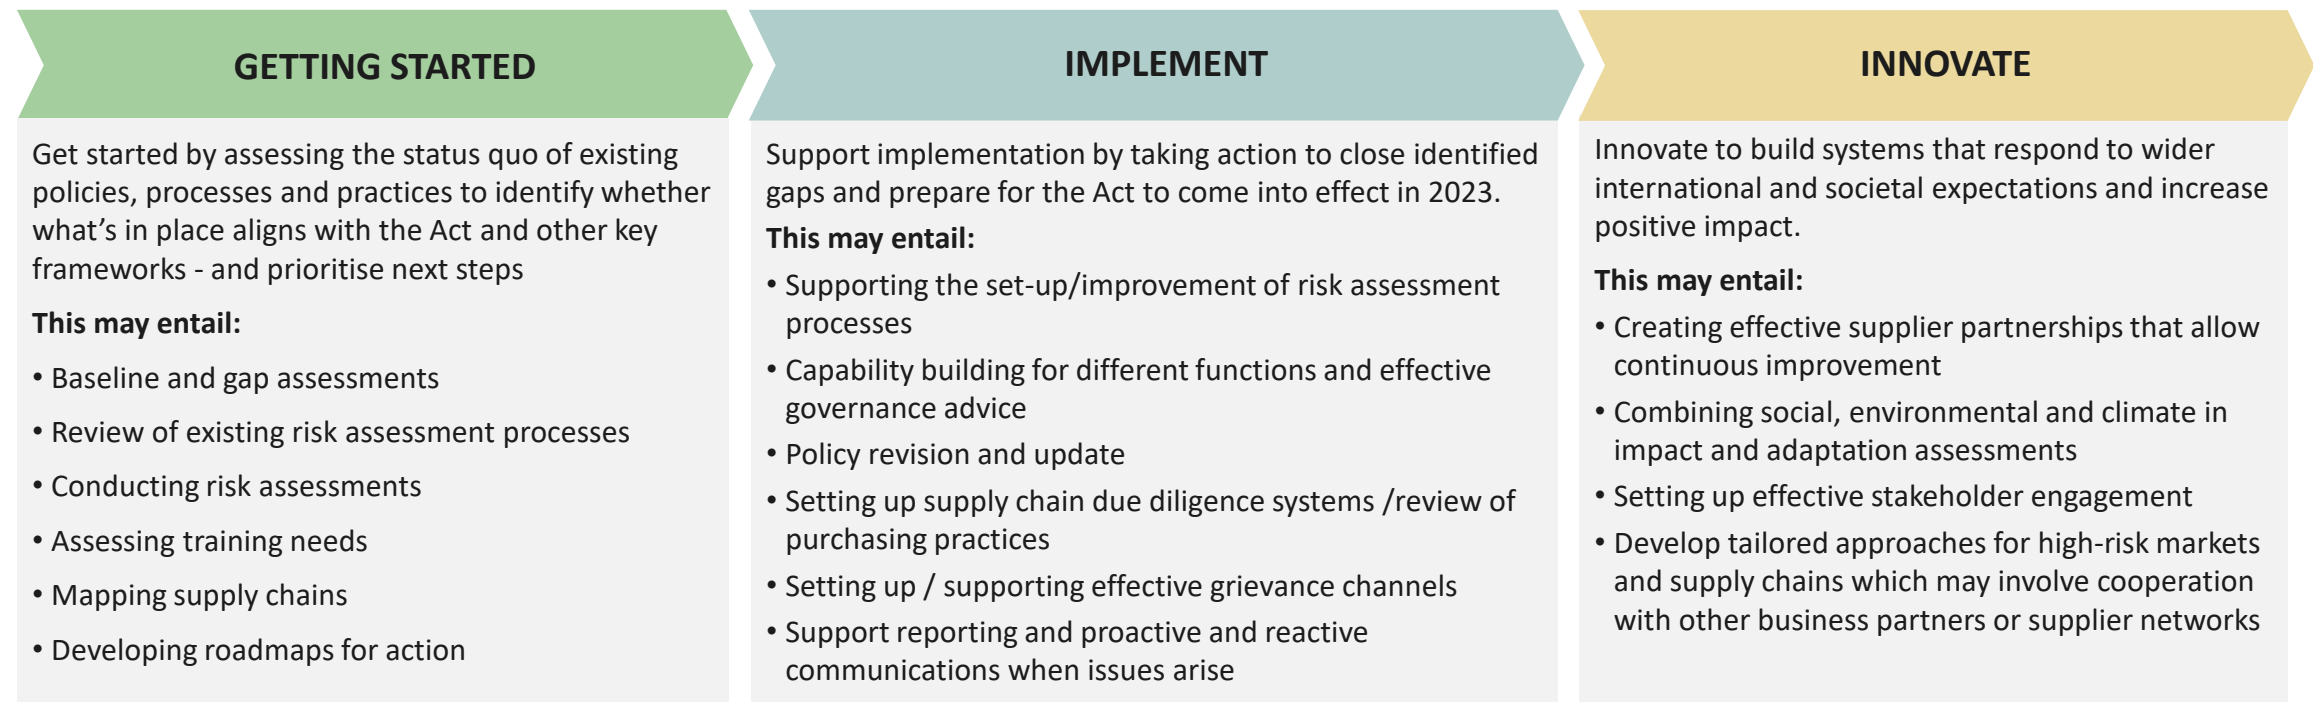 GETTING STARTED
Get started by assessing the status quo of existing
policies, processes and practices to identify whether
what’s in place aligns with the Act and other key
frameworks - and prioritise next steps
This may entail:
• Baseline and gap assessments
• Review of existing risk assessment processes
• Conducting risk assessments
• Assessing training needs
• Mapping supply chains
• Developing roadmaps for action
IMPLEMENT
Support implementation by taking action to close identified
gaps and prepare for the Act to come into effect in 2023.
This may entail:
• Supporting the set-up/improvement of risk assessment
processes
• Capability building for different functions and effective
governance advice
• Policy revision and update
• Setting up supply chain due diligence systems /review of
purchasing practices
• Setting up / supporting effective grievance channels
• Support reporting and proactive and reactive
communications when issues arise
INNOVATE
Innovate to build systems that respond to wider
international and societal expectations and increase
positive impact.
This may entail:
• Creating effective supplier partnerships that allow
continuous improvement
• Combining social, environmental and climate in
impact and adaptation assessments
• Setting up effective stakeholder engagement
• Develop tailored approaches for high-risk markets
and supply chains which may involve cooperation
with other business partners or supplier networks